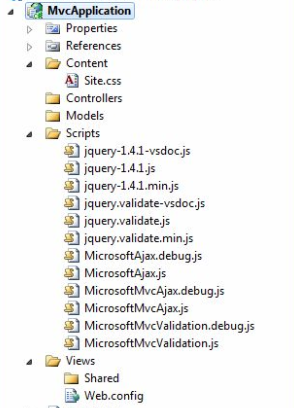 MvcApplication
Properties
References
Content
Site.css
Controllers
Models
Scripts
jquery-1.4.1-vsdoc.js
jquery-1.4.1.js
jquery-1.4.1.min.js
jquery.validate-vsdoc.js
jquery.validate.js
jquery.validate.min.js
MicrosoftAjax.debug.js
MicrosoftAjax.js
MicrosoftMvcAjax.debug.js
MicrosoftMvcAjax.js
MicrosoftMvcValidation.debug.js
MicrosoftMvcValidation.js
Views
Shared
Web.config